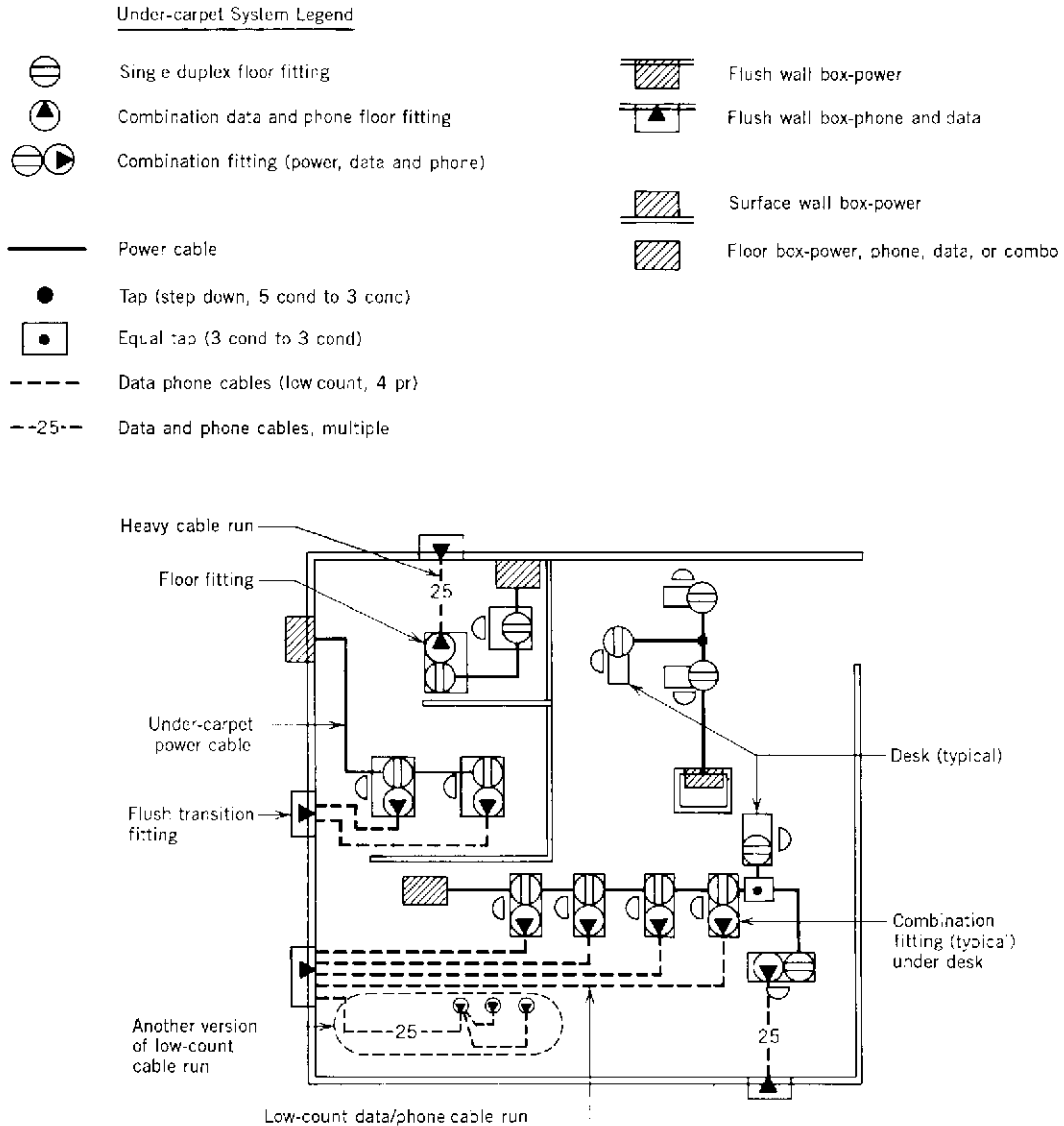 Under-carpet System Legend
Sing e duplex floor fitting
Combination data and phone floor fitting
Combination fitting (power, data and phone)
Power cable
Tap (step down, 5 cond to 3 conc)
Equal tap (3 cond to 3 cond)
Data phone cables (low count, 4 pr)
25
Data and phone cables, multiple
Flush wall box-power
Flush wall box-phone and data
Surface wall box-power
Floor box-power, phone, data, or combo
Heavy cable run
Floor fitting
25
Under-carpet
power cable
Desk (typical)
Flush transition
fitting
Combination
fitting (typical)
under desk
Another version
of low-count
cable run
25
25
Low-count data/phone cable run